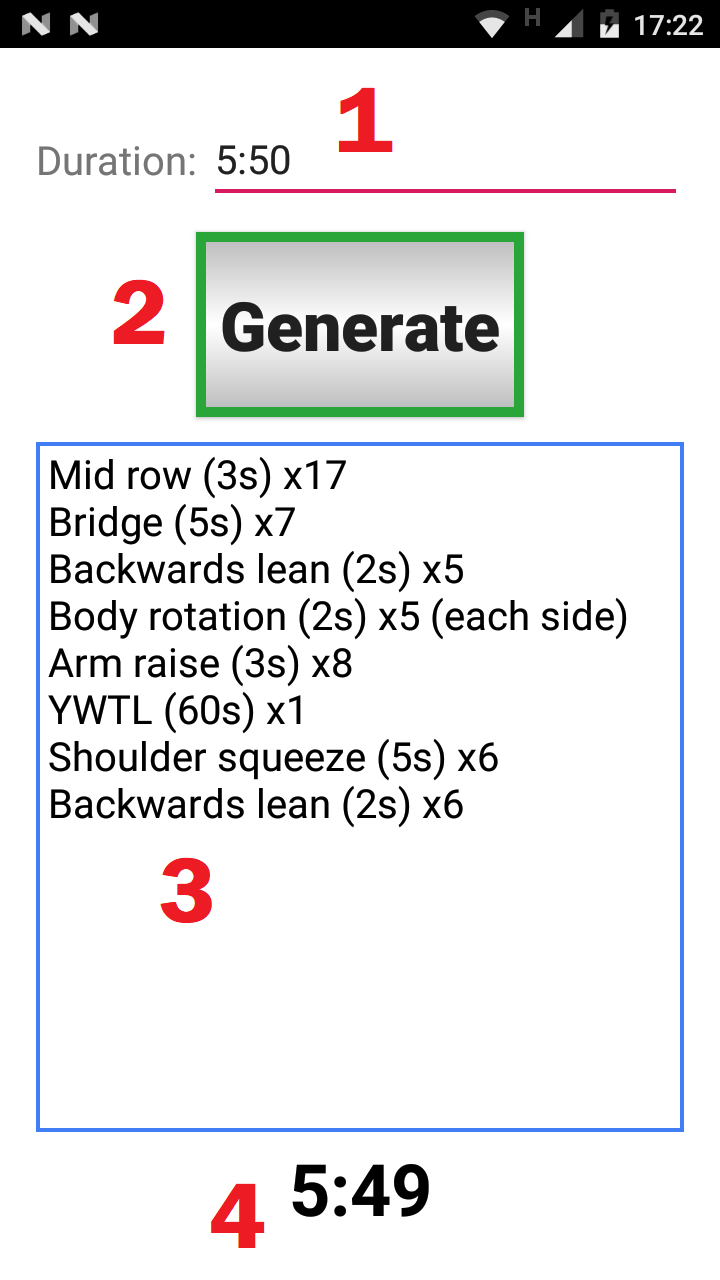 H 17:22
1
Duration: 5:50
2
Generate
Mid row (3s) x17
Bridge (5s) x7
Backwards lean (2s) x5
Body rotation (2s) x5 (each side)
Arm raise (3s) x8
YWTL (60s) x1
Shoulder squeeze (5s) x6
Backwards lean (2s) x6
3
4 5:49